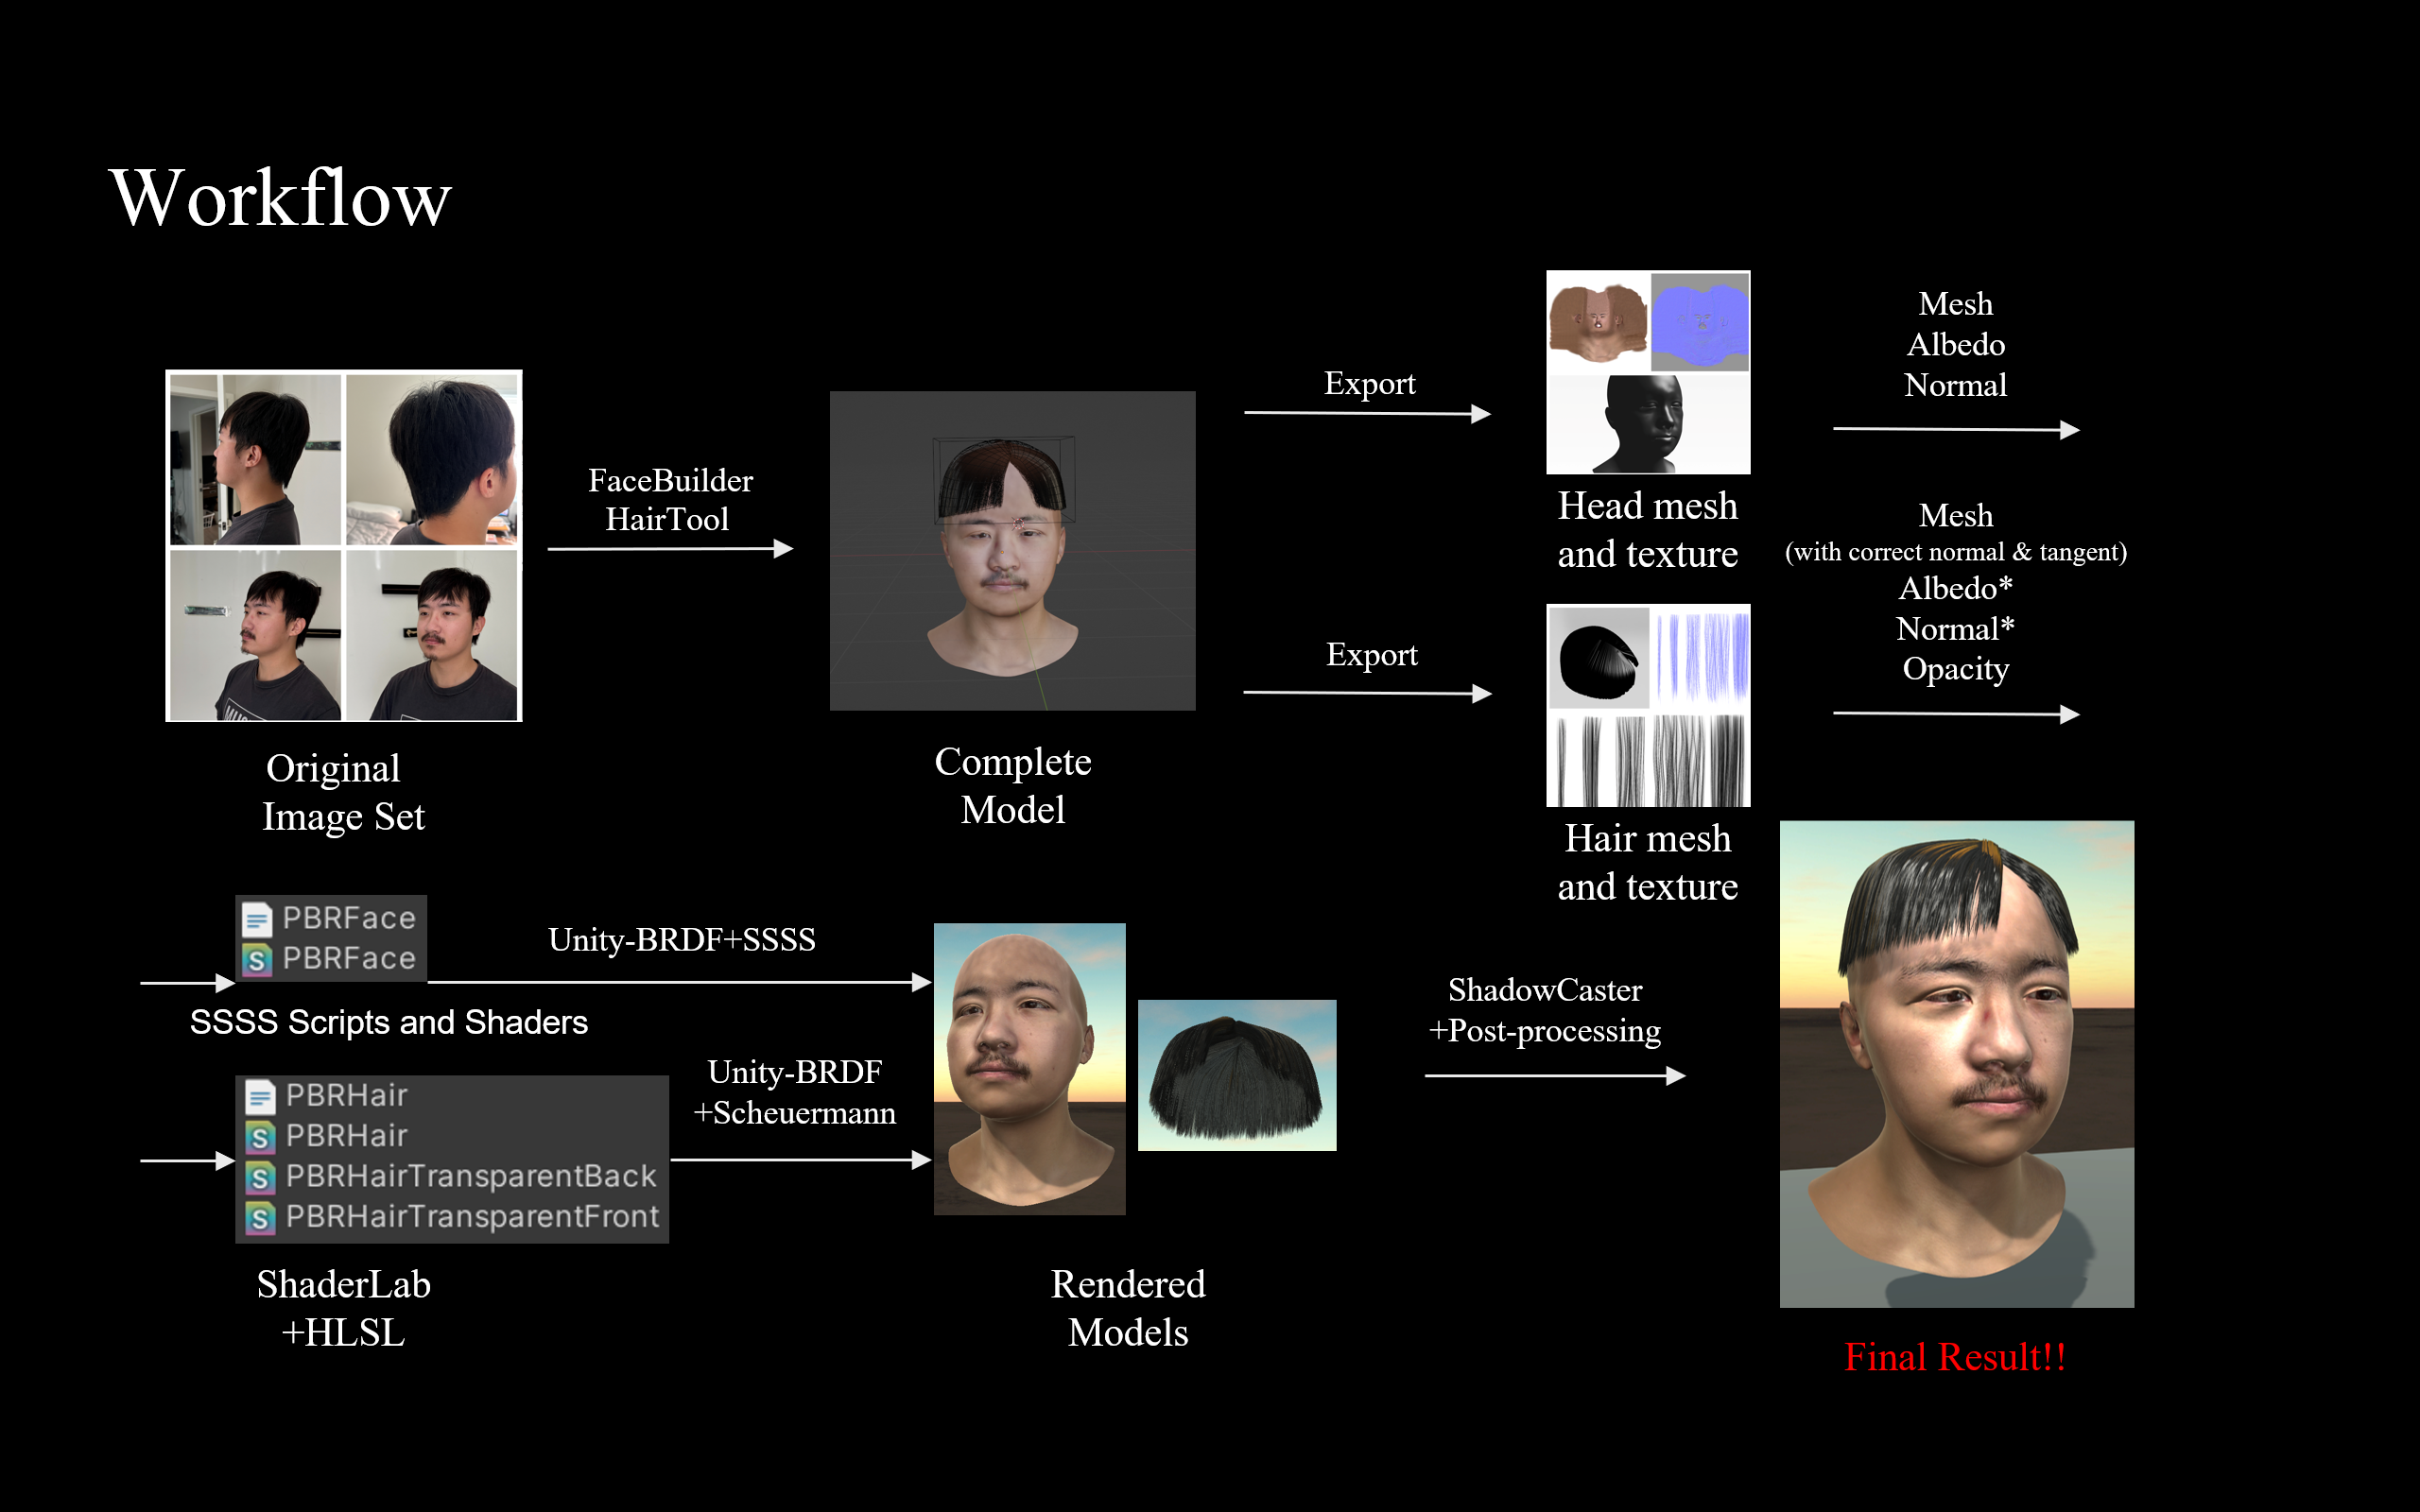 Workflow
FaceBuilder
HairTool
Export
Export
Mesh
Albedo
Normal
Mesh
(with correct normal & tangent)
Albedo*
Normal*
Opacity
Original
Image Set
Complete
Model
Head mesh
and texture
Hair mesh
and texture
PBRFace
PBRFace
SSSS Scripts and Shaders
Unity-BRDF+SSSS
PBRHair
PBRHair
PBRHairTransparentBack
PBRHairTransparentFront
ShaderLab
+HLSL
Unity-BRDF
+Scheuermann
Rendered
Models
ShadowCaster
+Post-processing
Final Result!!